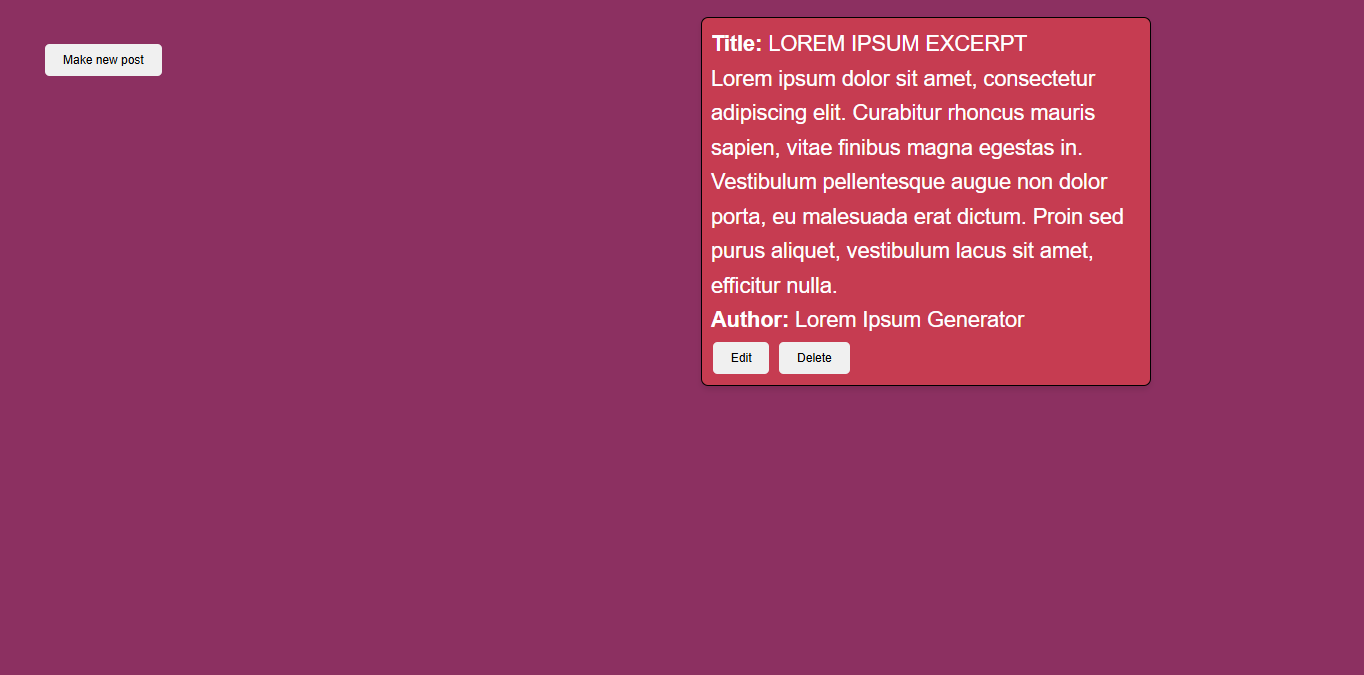 Make new post
Title: LOREM IPSUM EXCERPT
Lorem ipsum dolor sit amet, consectetur
adipiscing elit. Curabitur rhoncus mauris
sapien, vitae finibus magna egestas in.
Vestibulum pellentesque augue non dolor
porta, eu malesuada erat dictum. Proin sed
purus aliquet, vestibulum lacus sit amet,
efficitur nulla.
Author: Lorem Ipsum Generator
Edit Delete